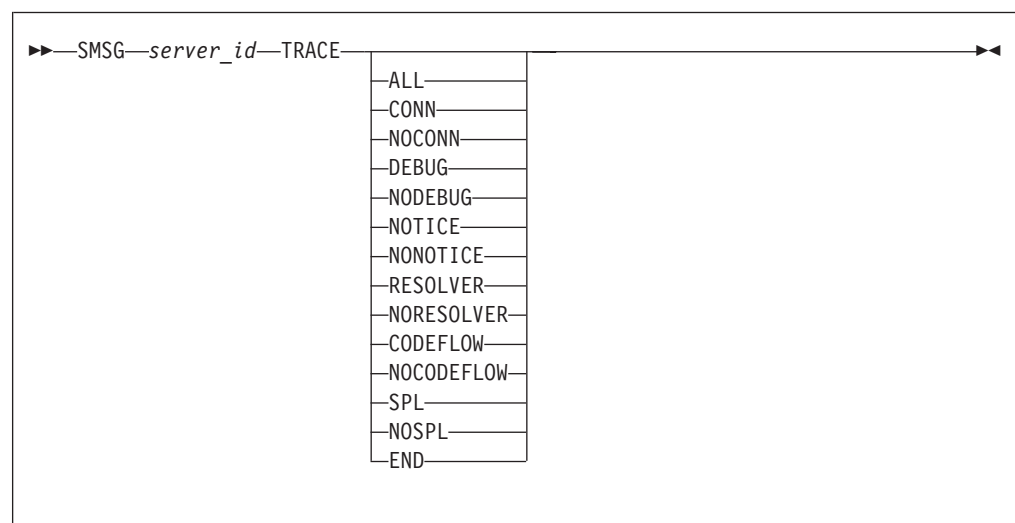 SMSG server_id TRACE
ALL
CONN
NOCONN
DEBUG
NODEBUG
NOTICE
NONOTICE
RESOLVER
NORESOLVER
CODEFLOW
NOCODEFLOW
SPL
NOSPL
END